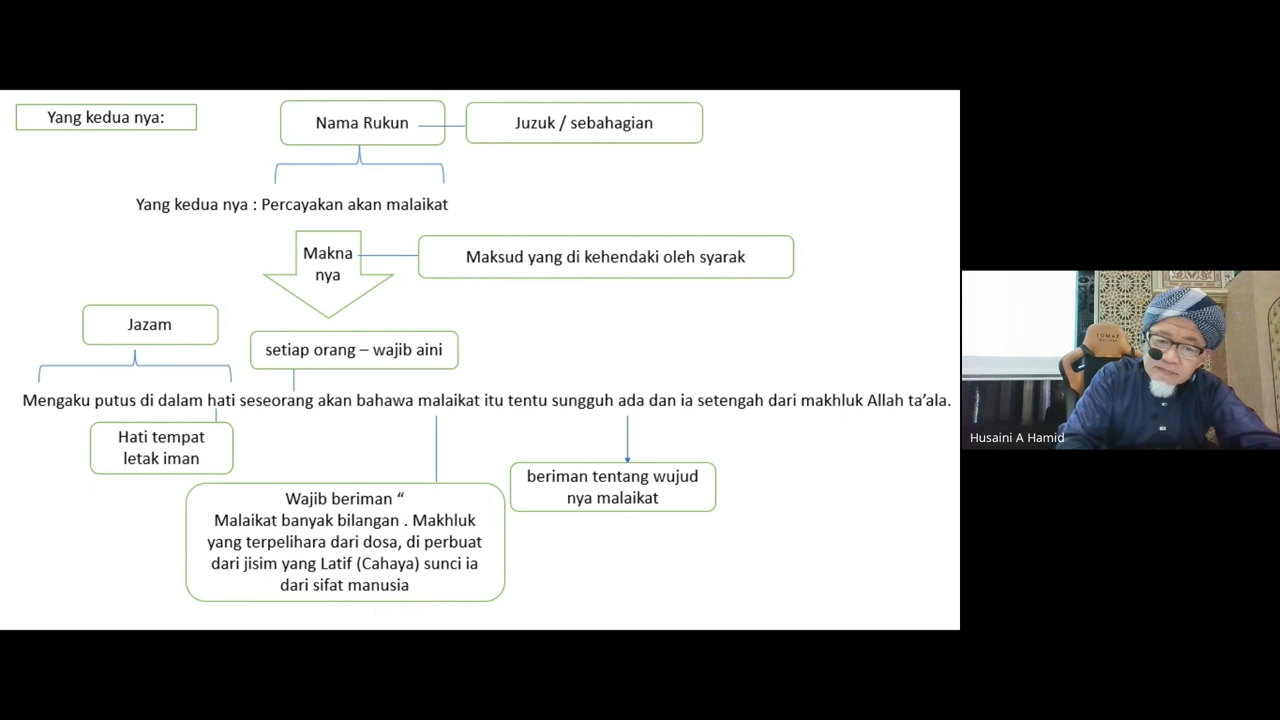 Yang kedua nya:
Nama Rukun
Juzuk / sebahagian
Yang kedua nya : Percayakan akan malaikat
Makna
nya
Maksud yang di kehendaki oleh syarak
Jazam
setiap orang – wajib aini
Mengaku putus di dalam hati seseorang akan bahawa malaikat itu tentu sungguh ada dan ia setengah dari makhluk Allah ta’ala.
Hati tempat
letak iman
beriman tentang wujud
nya malaikat
Wajib beriman “
Malaikat banyak bilangan . Makhluk
yang terpelihara dari dosa, di perbuat
dari jisim yang Latif (Cahaya) sunci ia
dari sifat manusia
Husaini A Hamid